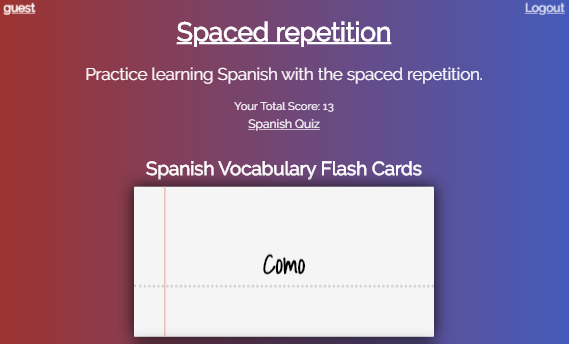 guest
Logout
Spaced repetition
Practice learning Spanish with the spaced repetition.
Your Total Score: 13
Spanish Quiz
Spanish Vocabulary Flash Cards
Como